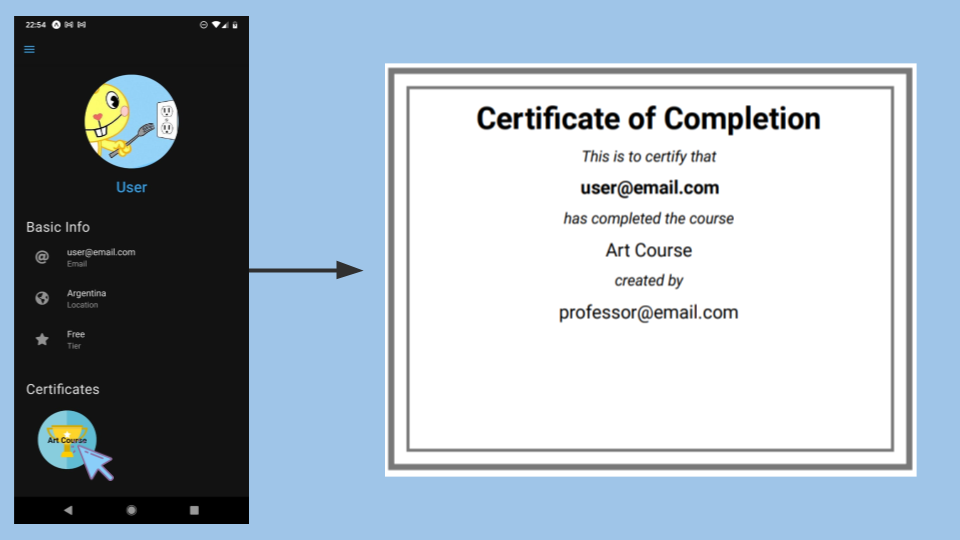 22:54
User
Basic Info
@
user@email.com
Email
Argentina
Location
Free
Tier
Certificates
Art Course
Certificate of Completion
This is to certify that
user@email.com
has completed the course
Art Course
created by
professor@email.com